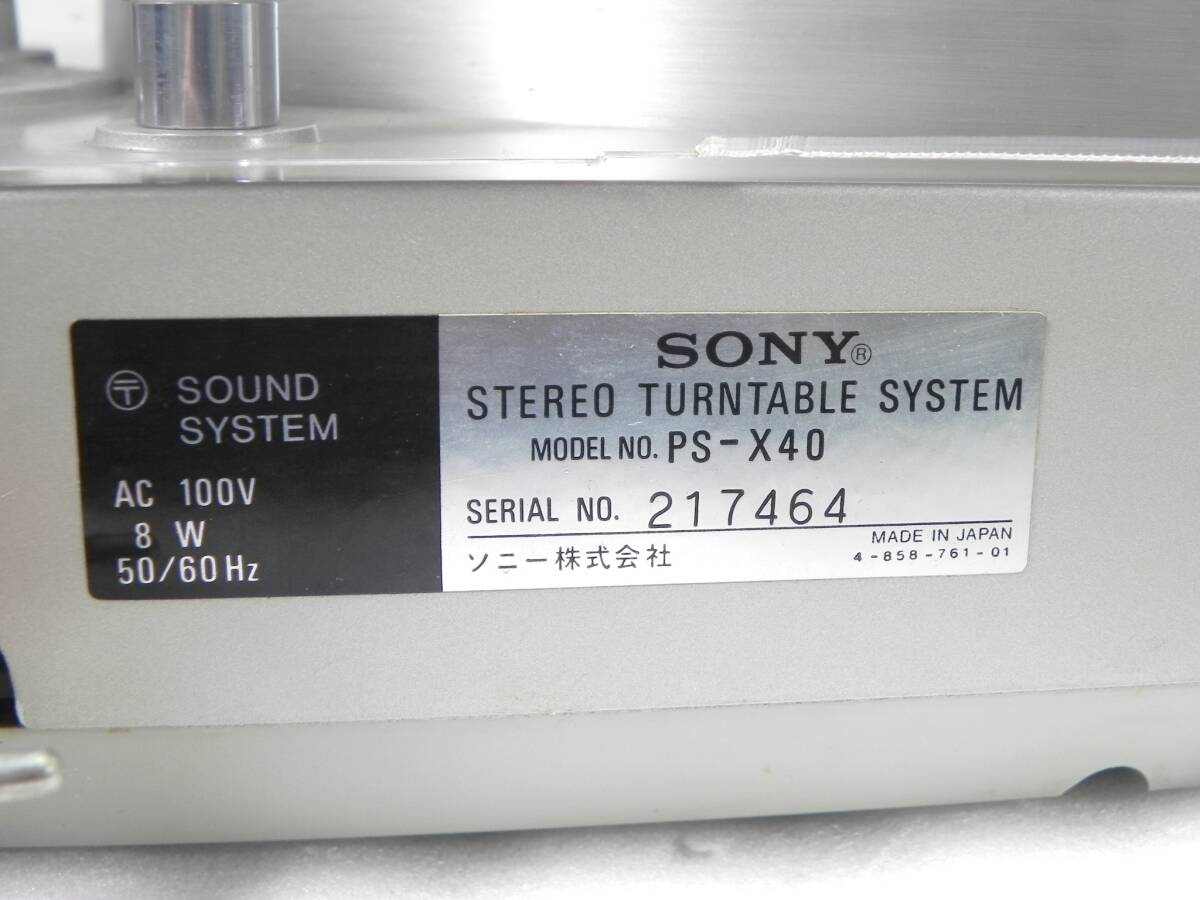 〶 SOUND
SYSTEM
AC 100V
8 W
50/60Hz
SONY®
STEREO TURNTABLE SYSTEM
MODEL NO. PS-X40
SERIAL NO. 217464
MADE IN JAPAN
ソニー株式会社
4-858-761-01